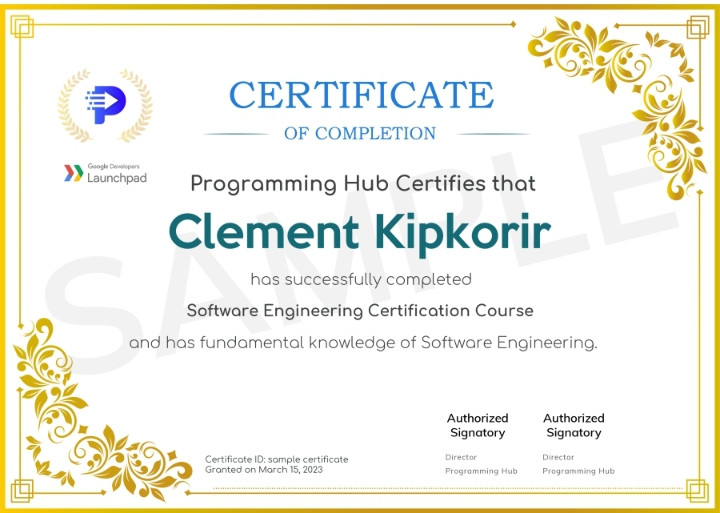 CERTIFICATE
OF COMPLETION
Google Developers
Launchpad
Programming Hub Certifies that
Clement Kipkorir
has successfully completed
Software Engineering Certification Course
and has fundamental knowledge of Software Engineering.
SAMPLE
Authorized Authorized
Signatory Signatory
Director Director
Programming Hub Programming Hub
Certificate ID: sample certificate
Granted on March 15, 2023